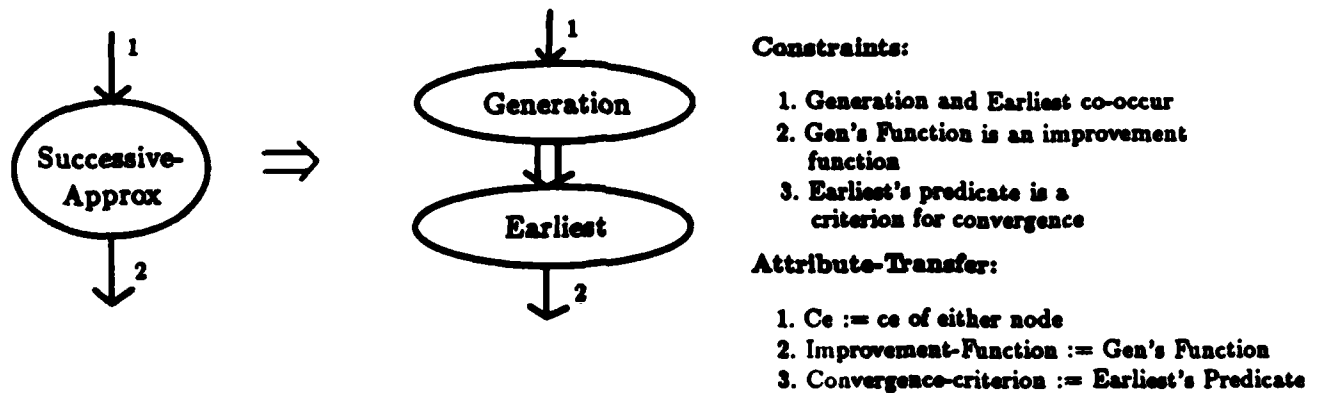 1
Successive-
Approx
2
1
Generation
Earliest
2
Constraints:
1. Generation and Earliest co-occur
2. Gen's Function is an improvement
function
3. Earliest's predicate is a
criterion for convergence
Attribute-Transfer:
1. Ce := ce of either node
2. Improvement-Function := Gen's Function
3. Convergence-criterion := Earliest's Predicate